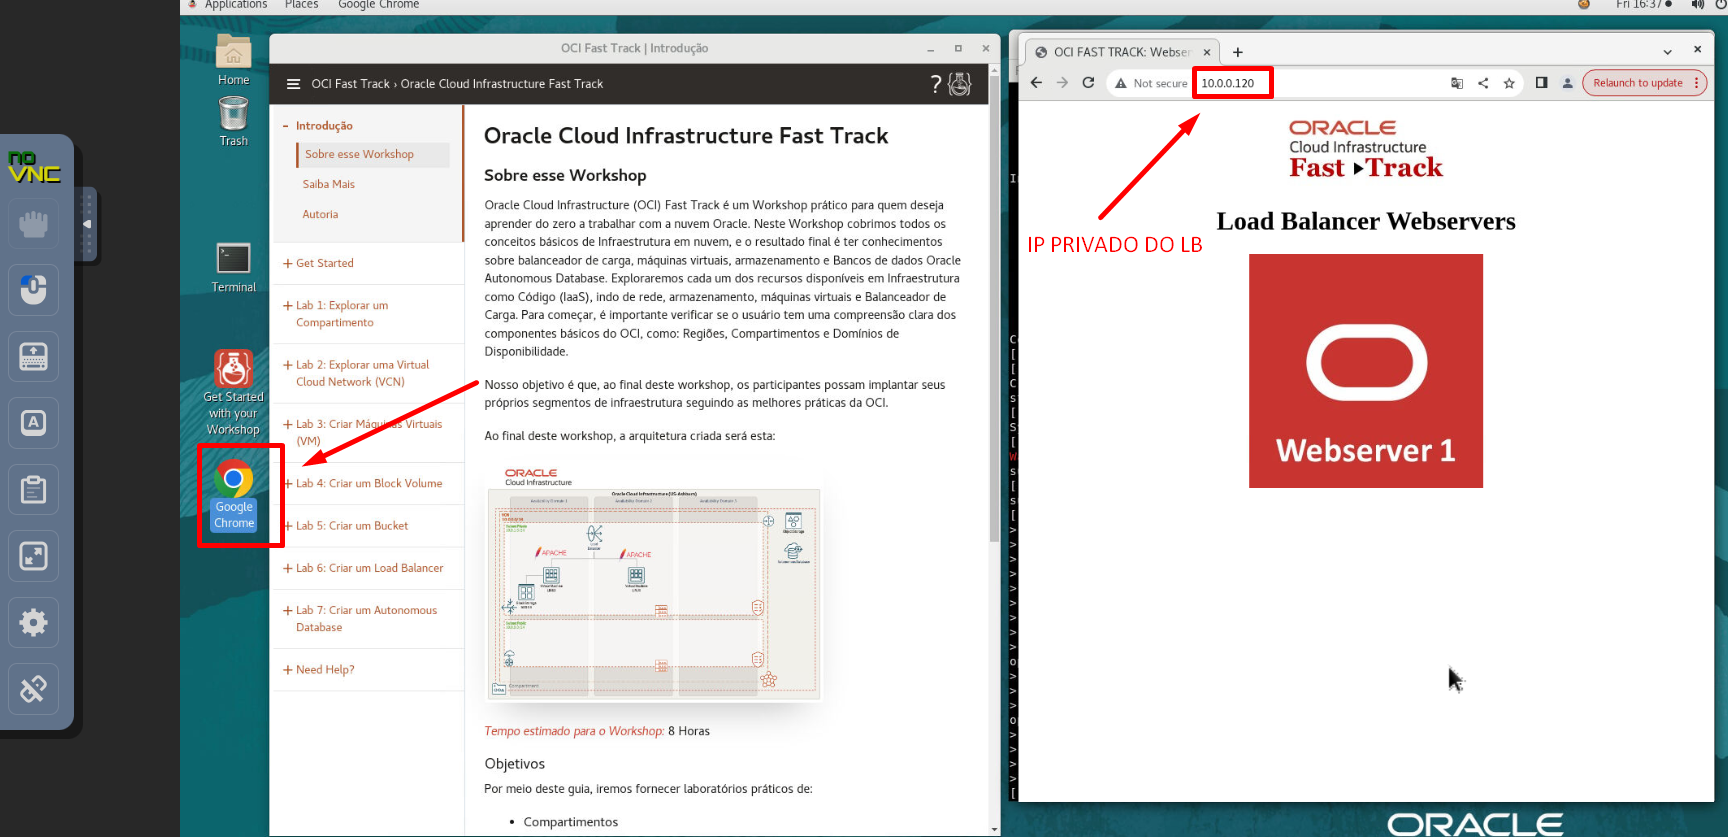 Applications
Places
Google Chrome
Fri 16:37
no
VNC
A
Home
Trash
Terminal
Get Started
with your
Workshop
Google
Chrome
OCI Fast Track | Introdução
OCI Fast Track › Oracle Cloud Infrastructure Fast Track
?
- Introdução
Sobre esse Workshop
Saiba Mais
Autoria
+ Get Started
+ Lab 1: Explorar um
Compartimento
+ Lab 2: Explorar uma Virtual
Cloud Network (VCN)
+ Lab 3: Criar Máquinas Virtuais
(VM)
+ Lab 4: Criar um Block Volume
+ Lab 5: Criar um Bucket
+ Lab 6: Criar um Load Balancer
+ Lab 7: Criar um Autonomous
Database
+ Need Help?
Oracle Cloud Infrastructure Fast Track
Sobre esse Workshop
Oracle Cloud Infrastructure (OCI) Fast Track é um Workshop prático para quem deseja
aprender do zero a trabalhar com a nuvem Oracle. Neste Workshop cobrimos todos os
conceitos básicos de Infraestrutura em nuvem, e o resultado final é ter conhecimentos
sobre balanceador de carga, máquinas virtuais, armazenamento e Bancos de dados Oracle
Autonomous Database. Exploraremos cada um dos recursos disponíveis em Infraestrutura
como Código (IaaS), indo de rede, armazenamento, máquinas virtuais e Balanceador de
Carga. Para começar, é importante verificar se o usuário tem uma compreensão clara dos
componentes básicos do OCI, como: Regiões, Compartimentos e Domínios de
Disponibilidade.
Nosso objetivo é que, ao final deste workshop, os participantes possam implantar seus
próprios segmentos de infraestrutura seguindo as melhores práticas da OCI.
Ao final deste workshop, a arquitetura criada será esta:
ORACLE
Cloud Infrastructure
APACHE
APACHE
Tempo estimado para o Workshop: 8 Horas
Objetivos
Por meio deste guia, iremos fornecer laboratórios práticos de:
• Compartimentos
OCI FAST TRACK: Webser
Not secure
10.0.0.120
Relaunch to update
IP PRIVADO DO LB
ORACLE
Cloud Infrastructure
Fast Track
Load Balancer Webservers
Webserver 1
ORACLE